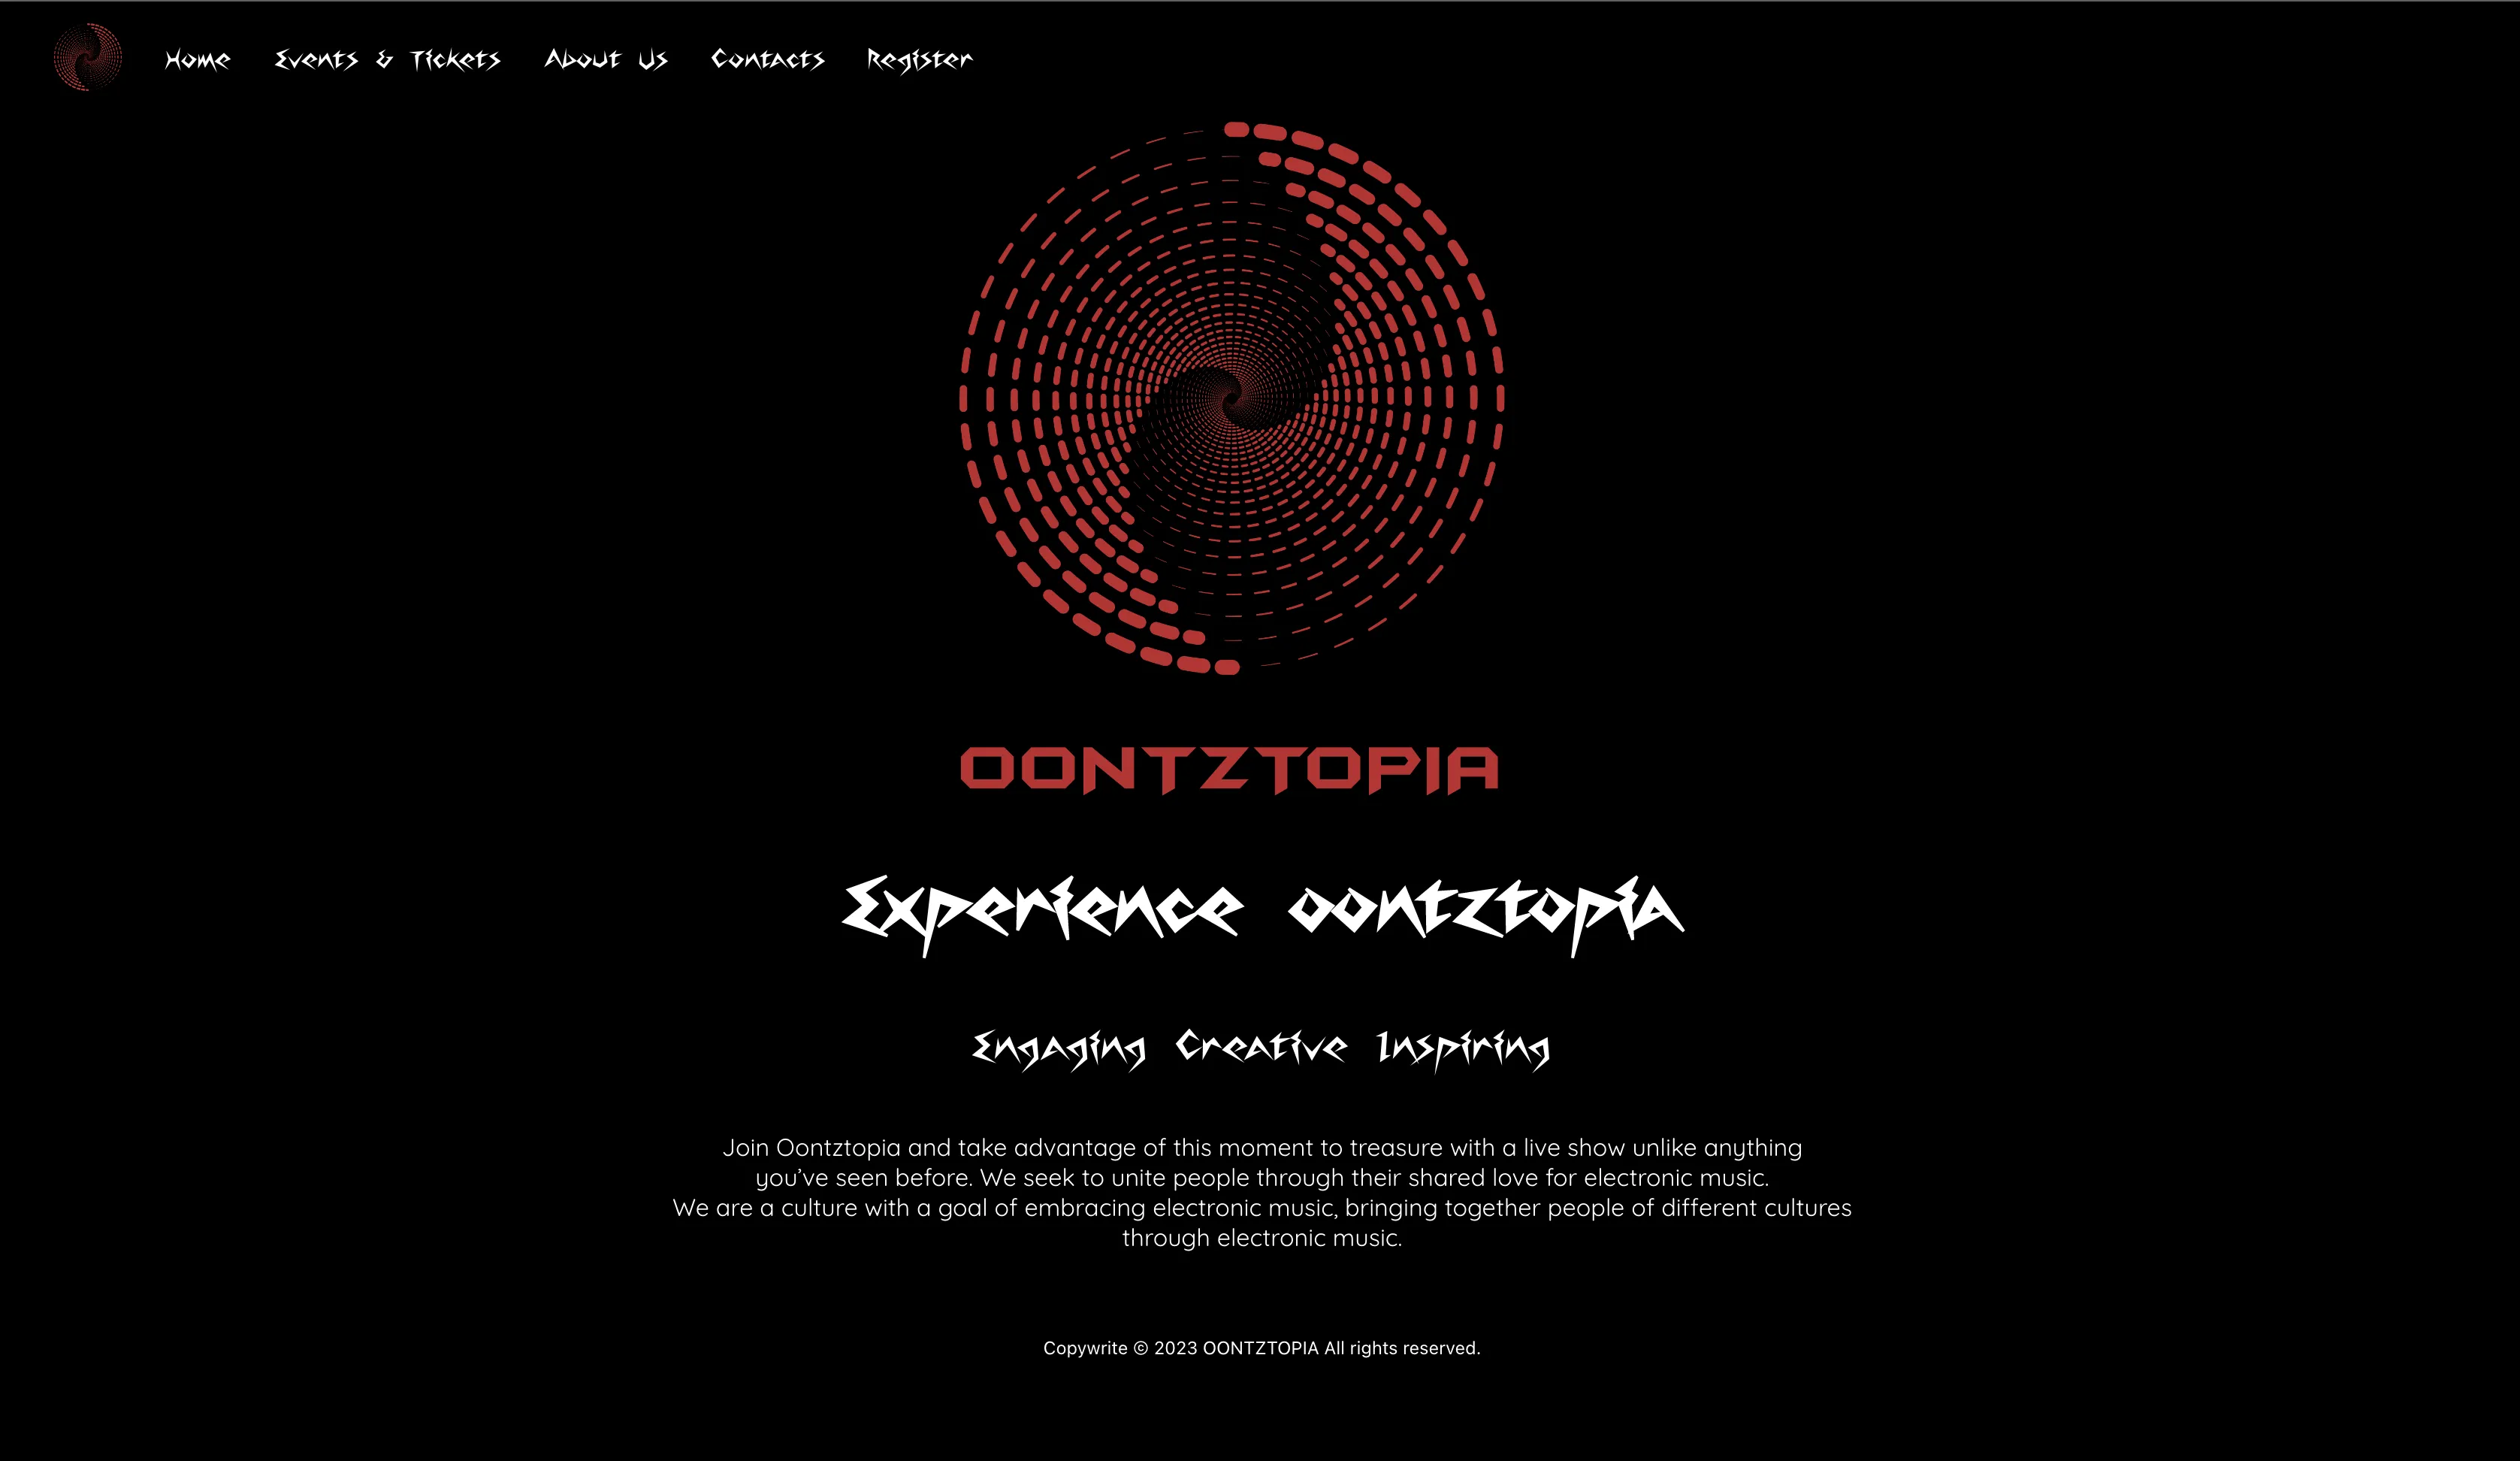 Home Events & Tickets About Us Contacts Register
OONTZTOPIA
Experience oontztopia
Engaging Creative Inspiring
Join Oontztopia and take advantage of this moment to treasure with a live show unlike anything
you’ve seen before. We seek to unite people through their shared love for electronic music.
We are a culture with a goal of embracing electronic music, bringing together people of different cultures
through electronic music.
Copywrite © 2023 OONTZTOPIA All rights reserved.